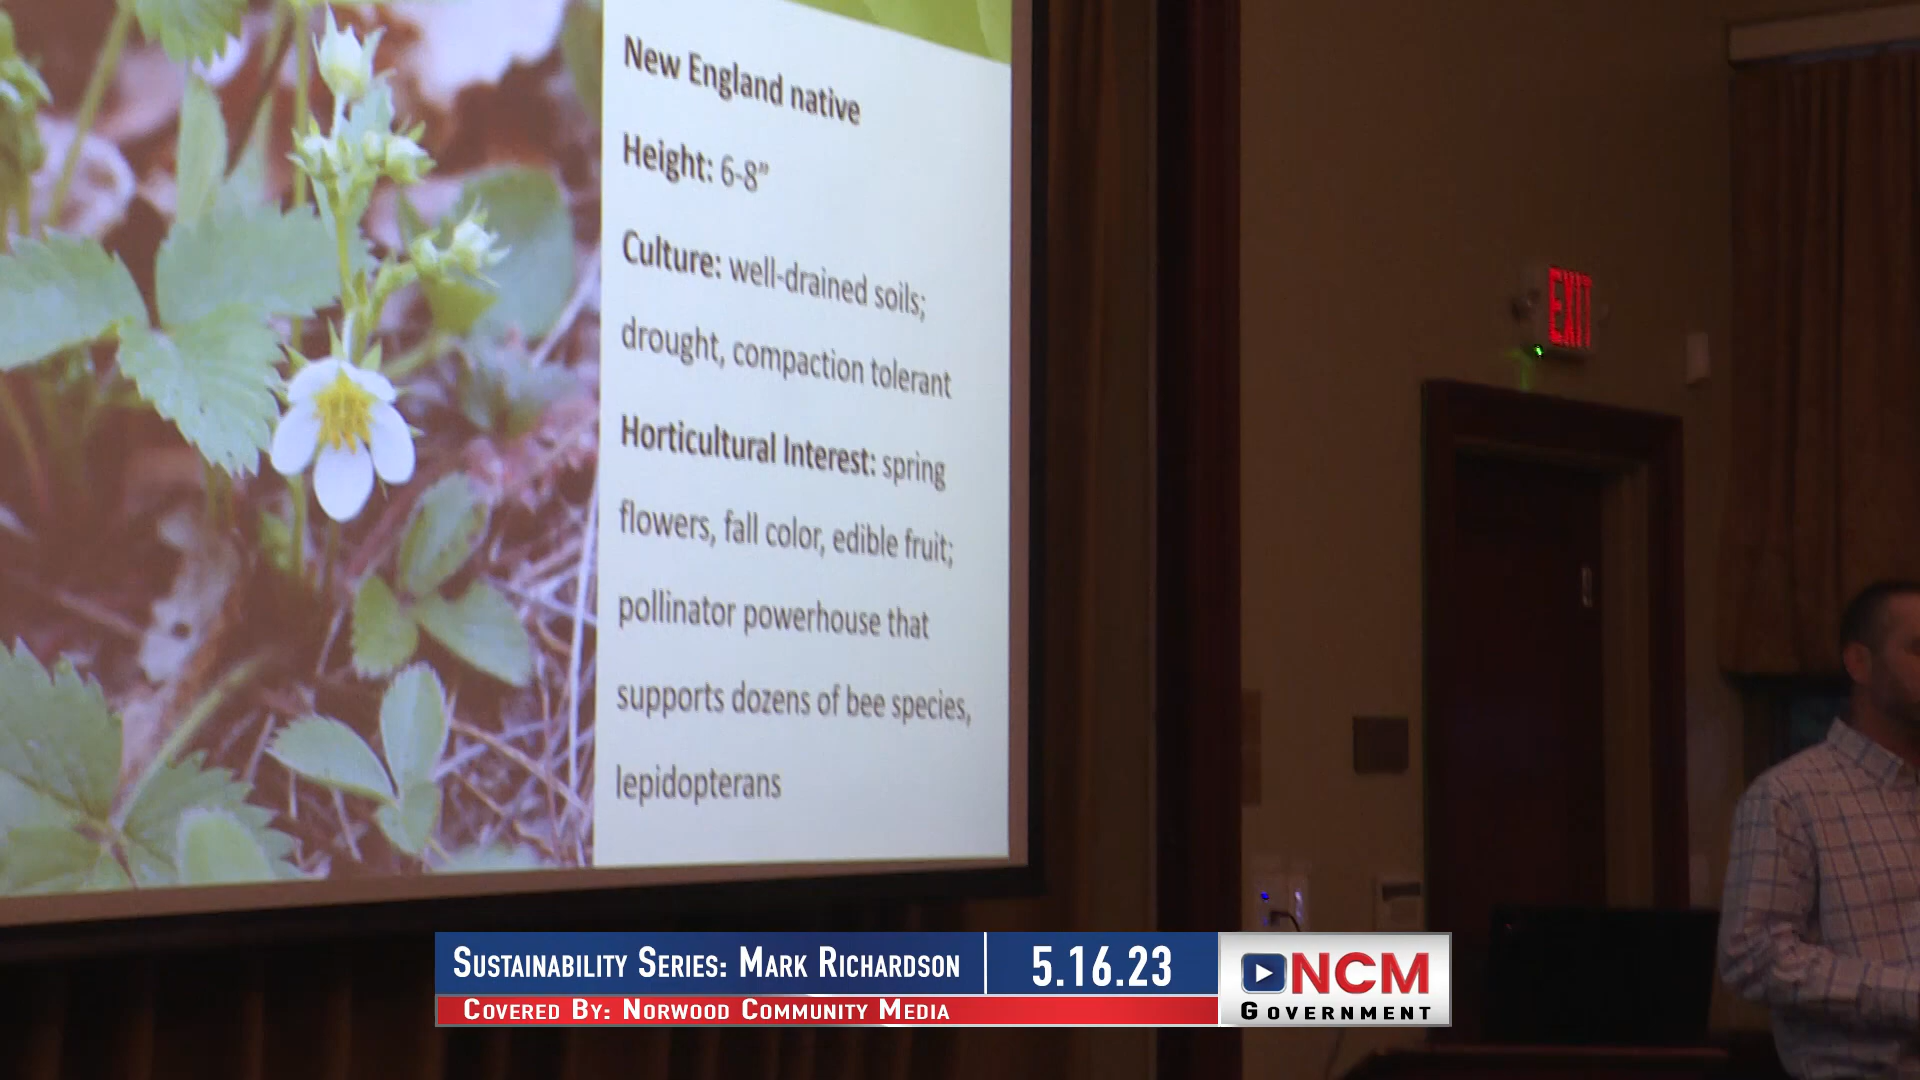 New England native
Height: 6-8”
Culture: well-drained soils;
drought, compaction tolerant
Horticultural Interest: spring
flowers, fall color, edible fruit;
pollinator powerhouse that
supports dozens of bee species,
lepidopterans
EXIT
Sustainability Series: Mark Richardson
5.16.23
Covered By: Norwood Community Media
NCM
Government